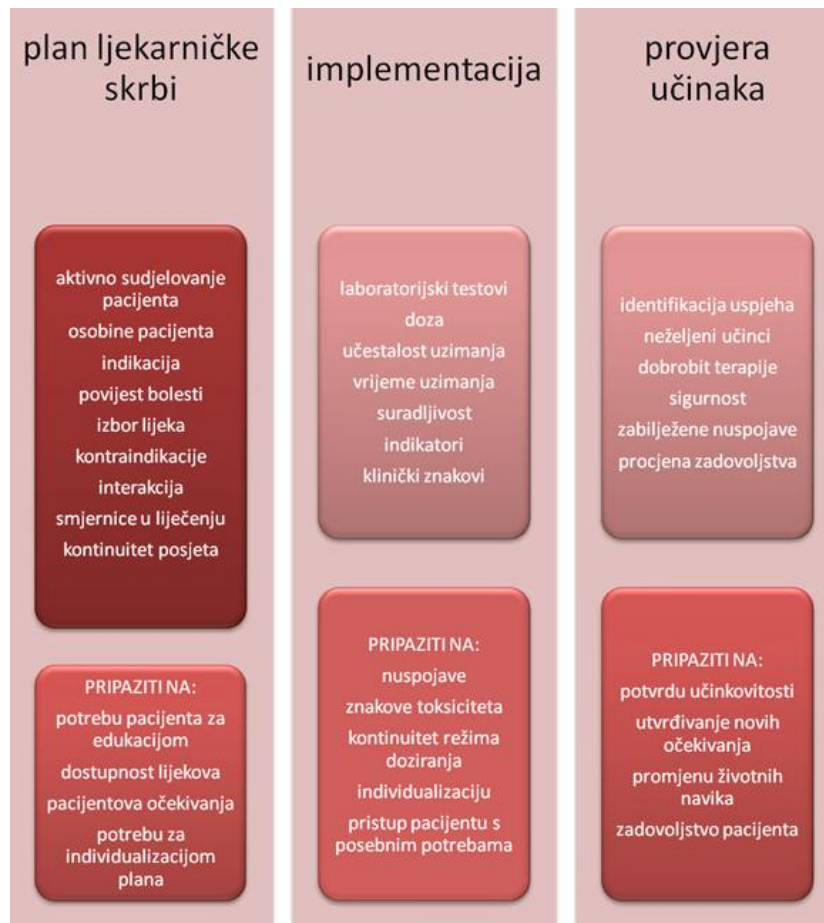 plan ljekarničke
skrbi
aktivno sudjelovanje
pacijenta
osobine pacijenta
indikacija
povijest bolesti
izbor lijeka
kontraindikacije
interakcija
smjernice u liječenju
kontinuitet posjeta
PRIPAZITI NA:
potrebu pacijenta za
edukacijom
dostupnost lijekova
pacijentova očekivanja
potrebu za
individualizacijom
plana
implementacija
laboratorijski testovi
doza
učestalost uzimanja
vrijeme uzimanja
suradljivost
indikatori
klinički znakovi
PRIPAZITI NA:
nuspojave
znakove toksiciteta
kontinuitet režima
doziranja
individualizaciju
pristup pacijentu s
posebnim potrebama
provjera
učinaka
identifikacija uspjeha
neželjeni učinci
dobrobit terapije
sigurnost
zabilježene nuspojave
procjena zadovoljstva
PRIPAZITI NA:
potvrdu učinkovitosti
utvrđivanje novih
očekivanja
promjenu životnih
navika
zadovoljstvo pacijenta